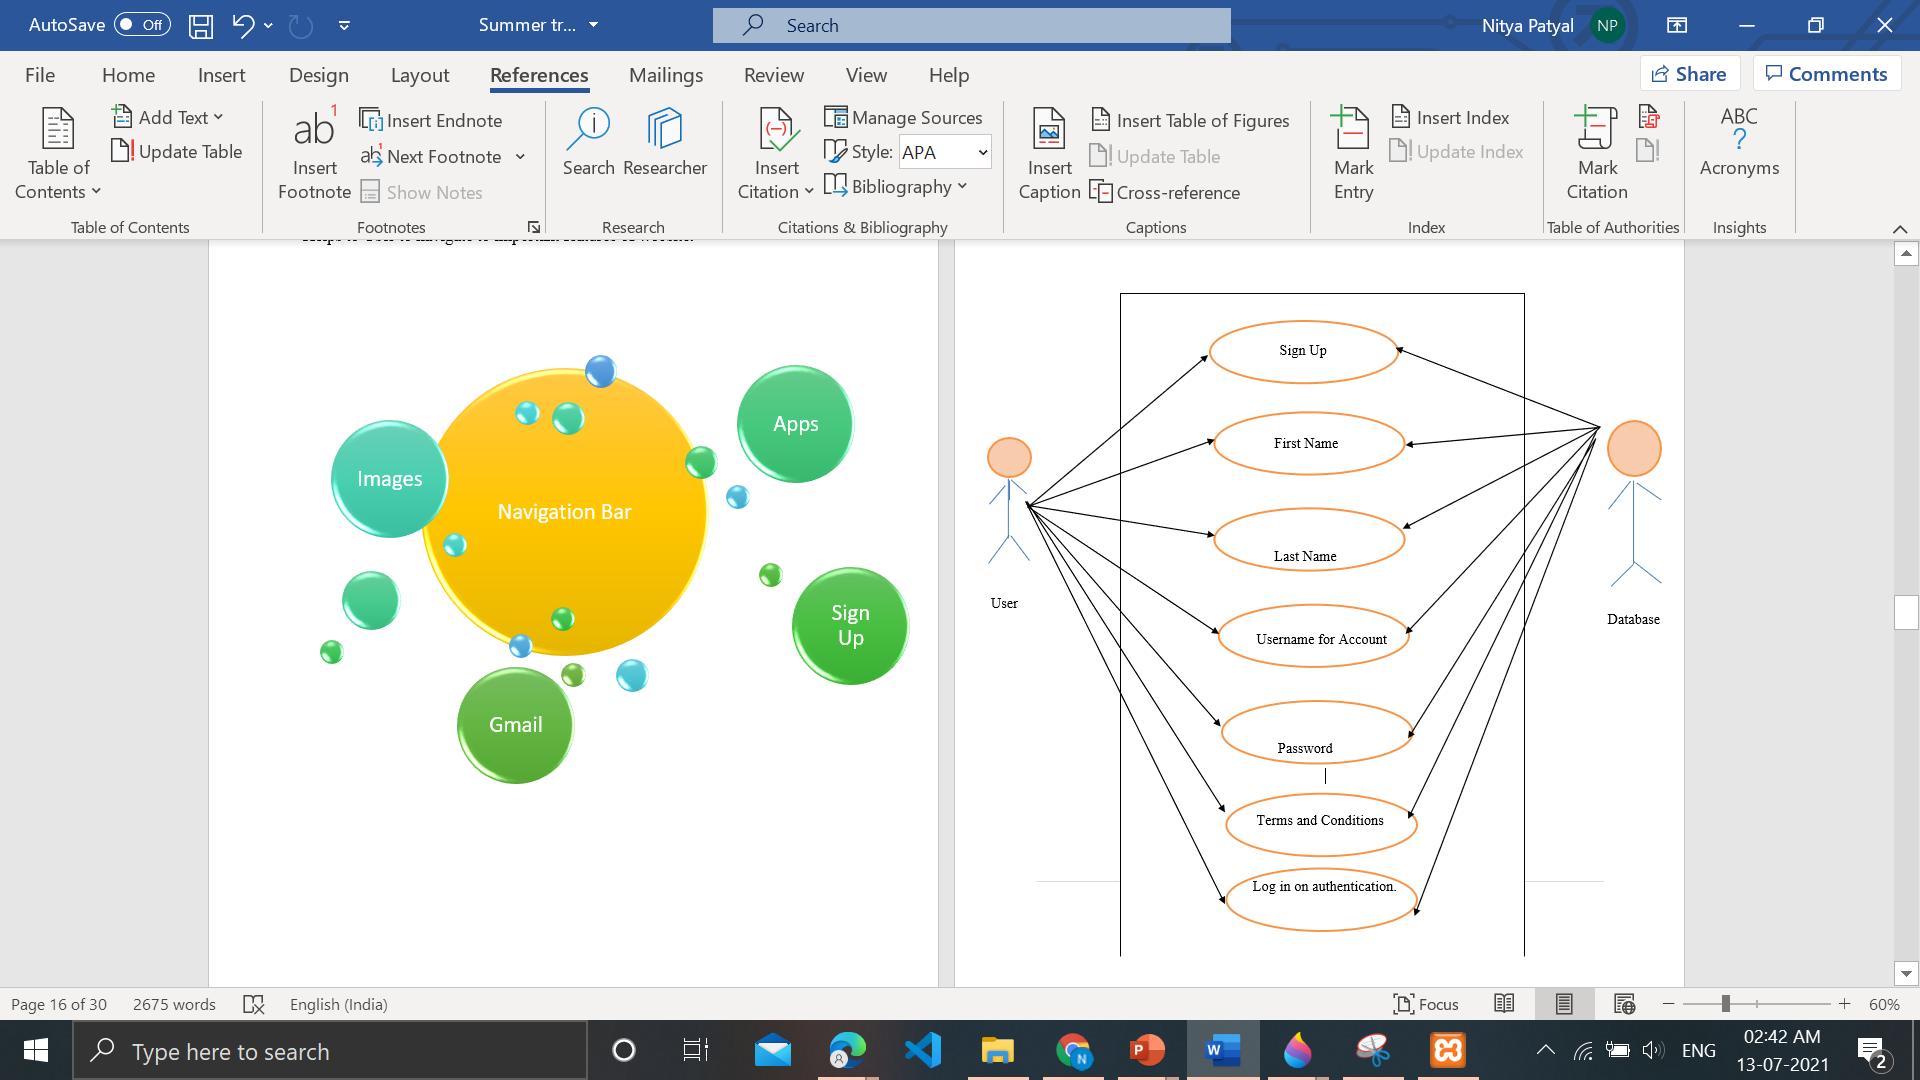 AutoSave Off
Summer tr...
Search
Nitya Patyal NP
File Home Insert Design Layout References Mailings Review View Help
Share Comments
Table of Contents
Add Text
Update Table
Table of Contents
ab1
Insert Footnote
Insert Endnote
Next Footnote
Show Notes
Footnotes
Search
Researcher
Research
Insert Citation
Manage Sources
Style: APA
Bibliography
Citations & Bibliography
Insert Caption
Insert Table of Figures
Update Table
Cross-reference
Captions
Mark Entry
Insert Index
Update Index
Index
Mark Citation
Table of Authorities
ABC
?
Acronyms
Insights
Images
Navigation Bar
Apps
Sign
Up
Gmail
Sign Up
First Name
Last Name
Username for Account
Password
Terms and Conditions
Log in on authentication.
User
Database
Page 16 of 30 2675 words English (India)
Focus
60%
Type here to search
N
P
W
ENG
02:42 AM
13-07-2021
2